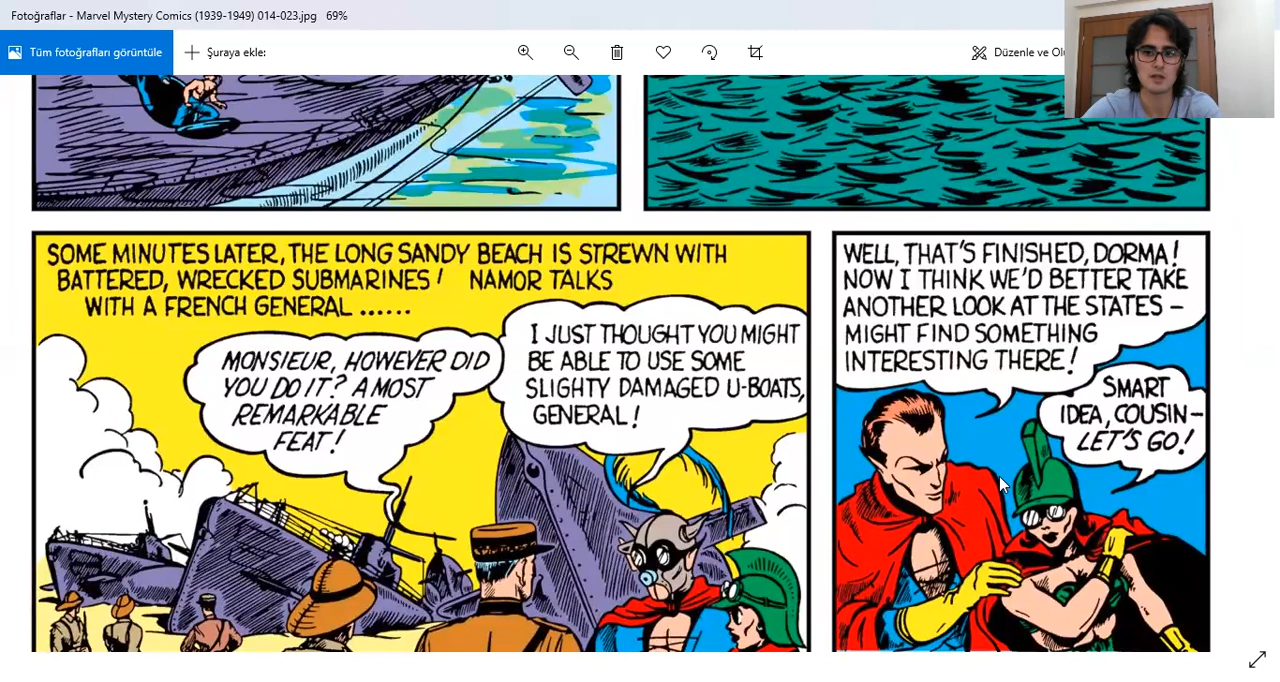 Fotoğraflar - Marvel Mystery Comics (1939-1949) 014-023.jpg 69%
Tüm fotoğrafları görüntüle
Şuraya ekle:
Düzenle ve Olu
SOME MINUTES LATER, THE LONG SANDY BEACH IS STREWN WITH
BATTERED, WRECKED SUBMARINES! NAMOR TALKS
WITH A FRENCH GENERAL ......
MONSIEUR, HOWEVER DID
YOU DO IT? A MOST
REMARKABLE
FEAT!
I JUST THOUGHT YOU MIGHT
BE ABLE TO USE SOME
SLIGHTY DAMAGED U-BOATS,
GENERAL!
WELL, THAT'S FINISHED, DORMA!
NOW I THINK WE'D BETTER TAKE
ANOTHER LOOK AT THE STATES –
MIGHT FIND SOMETHING
INTERESTING THERE!
SMART
IDEA, COUSIN–
LET'S GO!